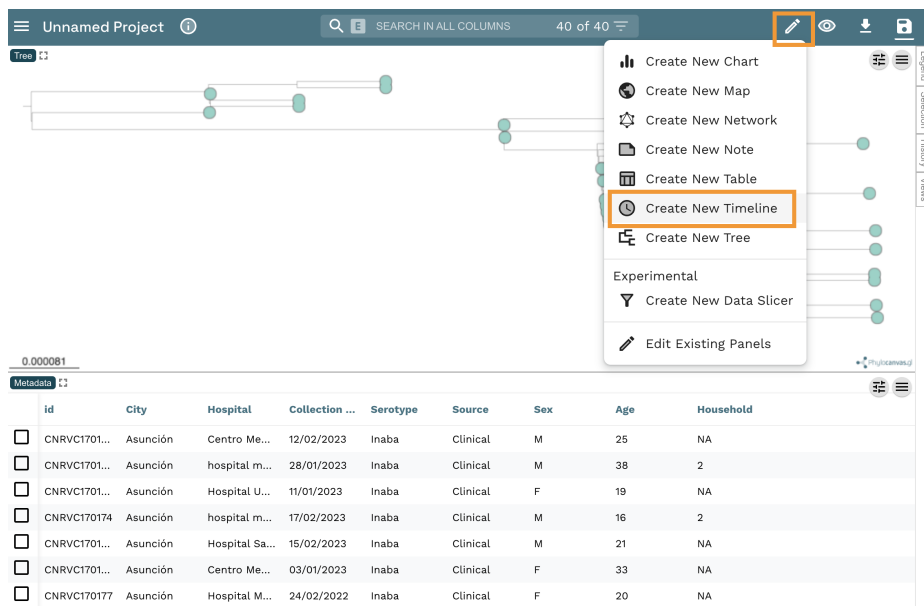 Unnamed Project
E SEARCH IN ALL COLUMNS 40 of 40
Tree
Create New Chart
Create New Map
Create New Network
Create New Note
Create New Table
Create New Timeline
Create New Tree
Experimental
Create New Data Slicer
Edit Existing Panels
Legend
Selection
History
Views
0.000081
Phylocanvas.gl
Metadata
id City Hospital Collection ... Serotype Source Sex Age Household
CNRVC1701... Asunción Centro Me... 12/02/2023 Inaba Clinical M 25 NA
CNRVC1701... Asunción hospital m... 28/01/2023 Inaba Clinical M 38 2
CNRVC1701... Asunción Hospital U... 11/01/2023 Inaba Clinical F 19 NA
CNRVC170174 Asunción hospital m... 17/02/2023 Inaba Clinical M 16 2
CNRVC1701... Asunción Hospital Sa... 15/02/2023 Inaba Clinical M 21 NA
CNRVC1701... Asunción Centro Me... 03/01/2023 Inaba Clinical F 33 NA
CNRVC170177 Asunción Hospital M... 24/02/2022 Inaba Clinical F 20 NA